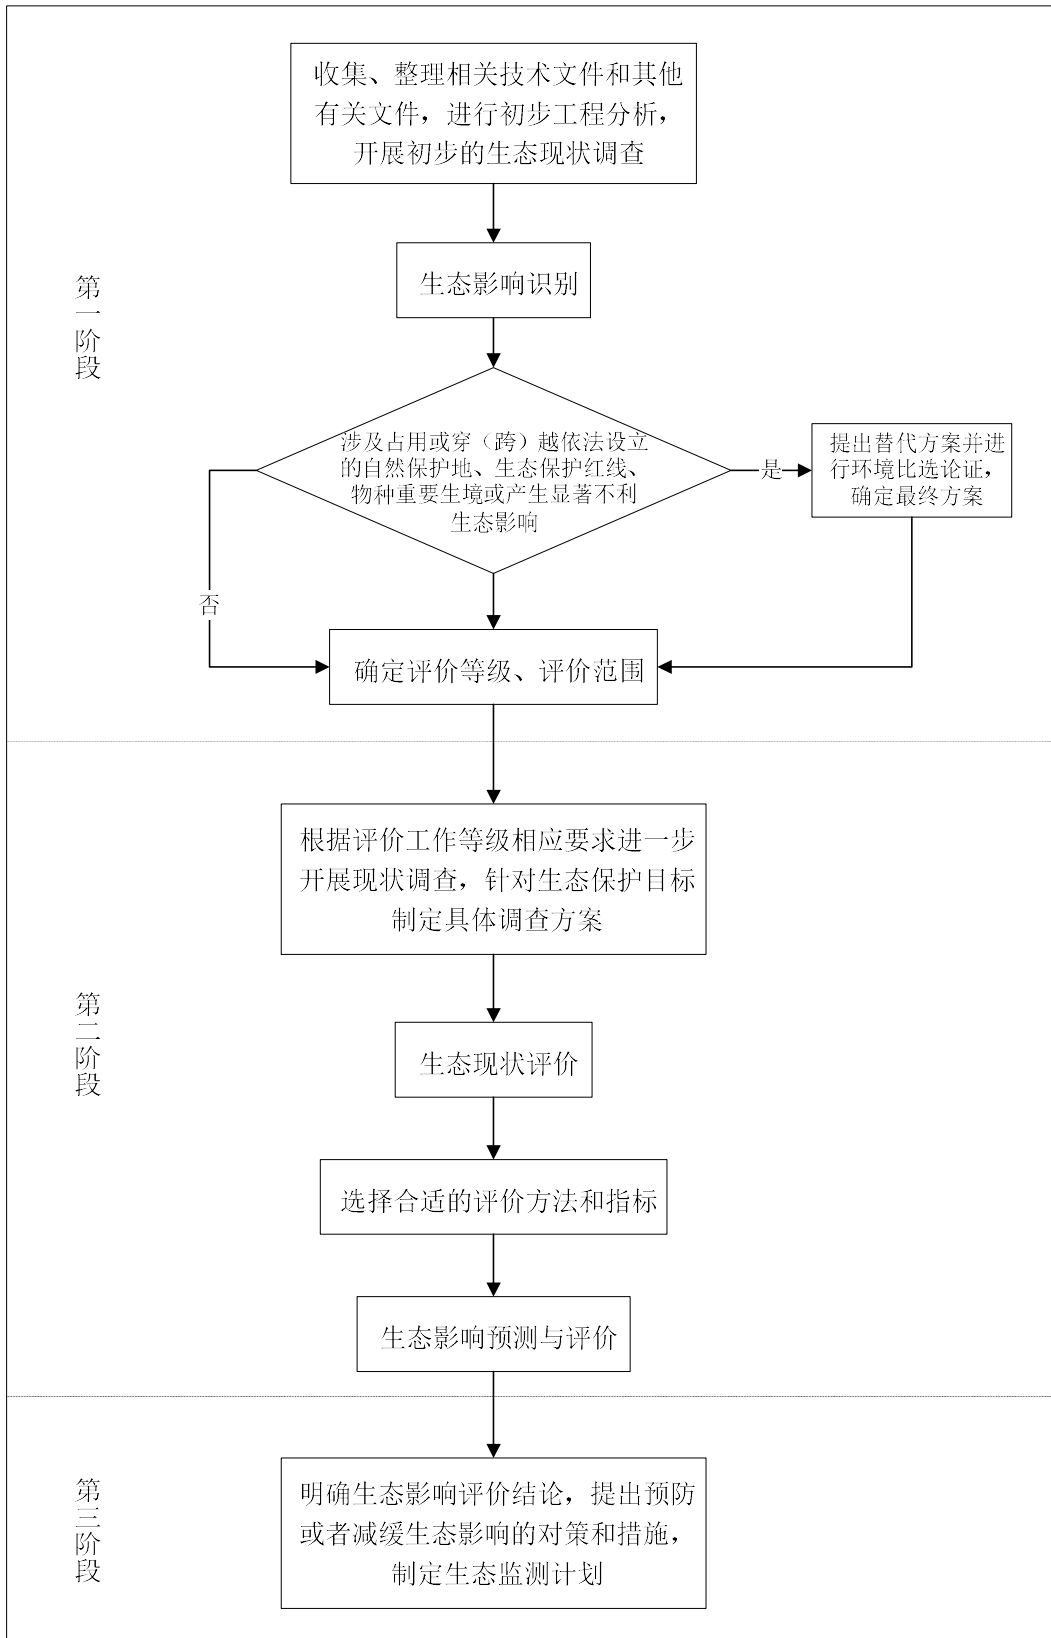 收集、整理相关技术文件和其他
有关文件，进行初步工程分析，
开展初步的生态现状调查
第一阶段
生态影响识别
涉及占用或穿（跨）越依法设立
的自然保护地、生态保护红线、
物种重要生境或产生显著不利
生态影响
是
提出替代方案并进
行环境比选论证，
确定最终方案
否
确定评价等级、评价范围
根据评价工作等级相应要求进一步
开展现状调查，针对生态保护目标
制定具体调查方案
第二阶段
生态现状评价
选择合适的评价方法和指标
生态影响预测与评价
第三阶段
明确生态影响评价结论，提出预防
或者减缓生态影响的对策和措施，
制定生态监测计划